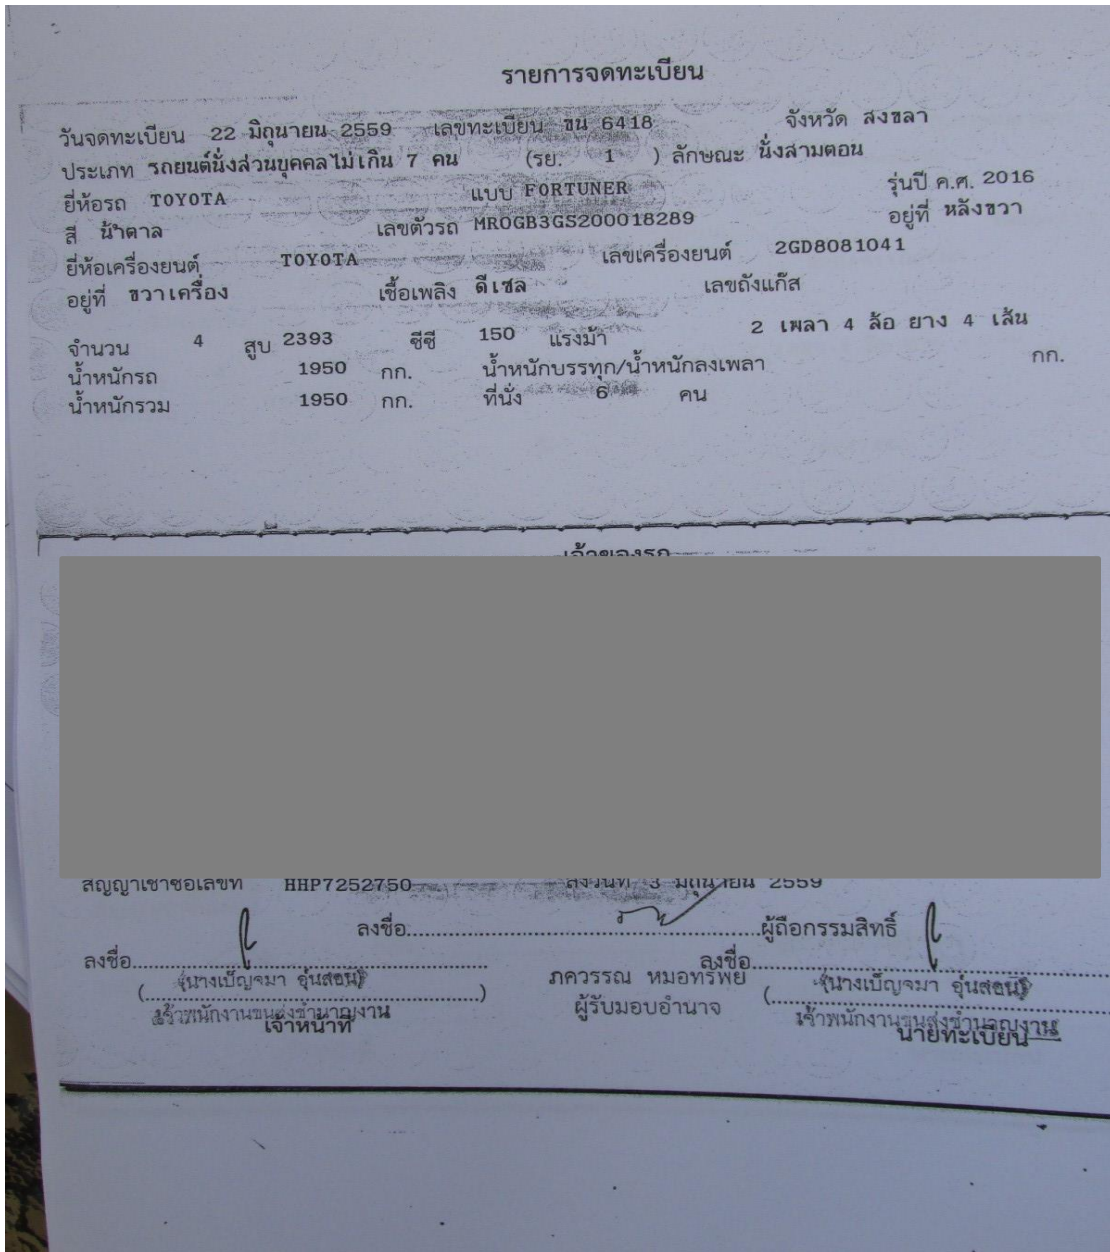 รายการจดทะเบียน
วันจดทะเบียน 22 มิถุนายน 2559 เลขทะเบียน ขน 6418 จังหวัด สงขลา
ประเภท รถยนต์นั่งส่วนบุคคลไม่เกิน 7 คน (รย. 1 ) ลักษณะ นั่งสามตอน
ยี่ห้อรถ TOYOTA แบบ FORTUNER รุ่นปี ค.ศ. 2016
สี น้ำตาล เลขตัวรถ MROGB3GS200018289 อยู่ที่ หลังขวา
ยี่ห้อเครื่องยนต์ TOYOTA เลขเครื่องยนต์ 2GD8081041
อยู่ที่ ขวาเครื่อง เชื้อเพลิง ดีเซล เลขถังแก๊ส
จำนวน 4 สูบ 2393 ซีซี 150 แรงม้า 2 เพลา 4 ล้อ ยาง 4 เส้น
น้ำหนักรถ 1950 กก. น้ำหนักบรรทุก/น้ำหนักลงเพลา กก.
น้ำหนักรวม 1950 กก. ที่นั่ง 6 คน
เจ้าของรถ
สัญญาเช่าซื้อเลขที่ HHP7252750 ลงวันที่ 3 มิถุนายน 2559
ลงชื่อ............ผู้ถือกรรมสิทธิ์
ลงชื่อ............ ภควรรณ หมอทรัพย์ ลงชื่อ............
(นางเบ็ญจมา อุ่นสอน) ผู้รับมอบอำนาจ (นางเบ็ญจมา อุ่นสอน)
เจ้าพนักงานขนส่งชำนาญงาน เจ้าพนักงานขนส่งชำนาญงาน
เจ้าหน้าที่ นายทะเบียน